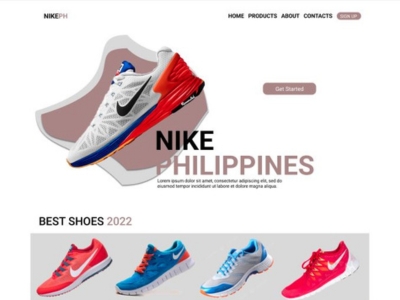 NIKEPH
HOME PRODUCTS ABOUT CONTACTS SIGN UP
Get Started
NIKE
PHILIPPINES
Lorem ipsum dolor sit amet, consectetur adipiscing elit, sed do
eiusmod tempor incididunt ut labore et dolore magna aliqua.
BEST SHOES 2022